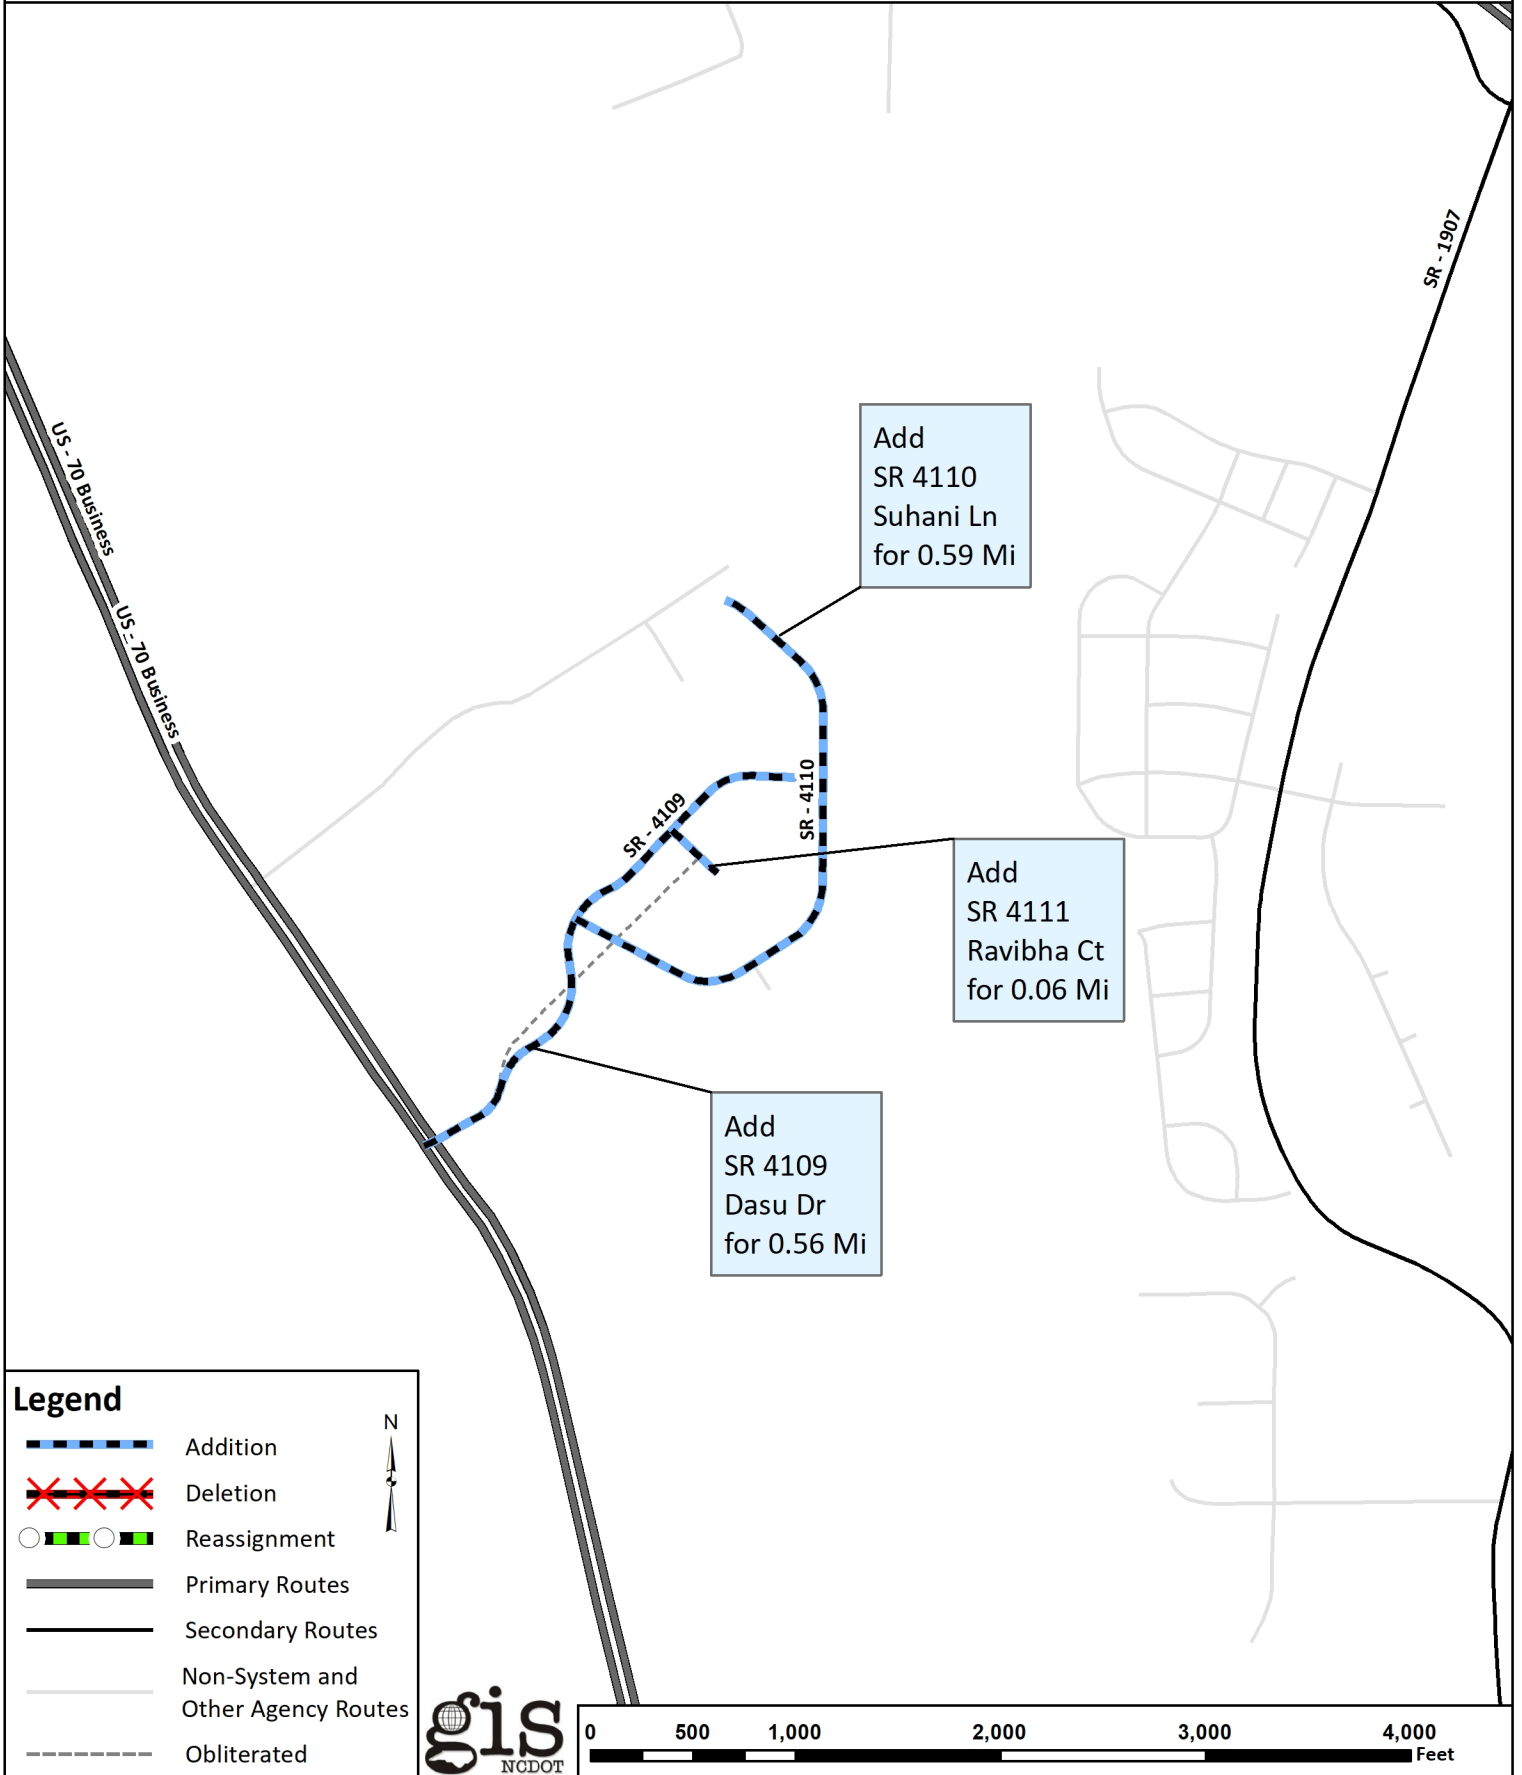 SR - 1907
US - 70 Business
US - 70 Business
Add
SR 4110
Suhani Ln
for 0.59 Mi
SR - 4109
SR - 4110
Add
SR 4111
Ravibha Ct
for 0.06 Mi
Add
SR 4109
Dasu Dr
for 0.56 Mi
Legend
N
Addition
Deletion
Reassignment
Primary Routes
Secondary Routes
Non-System and
Other Agency Routes
Obliterated
gis
NCDOT
0 500 1,000 2,000 3,000 4,000
Feet